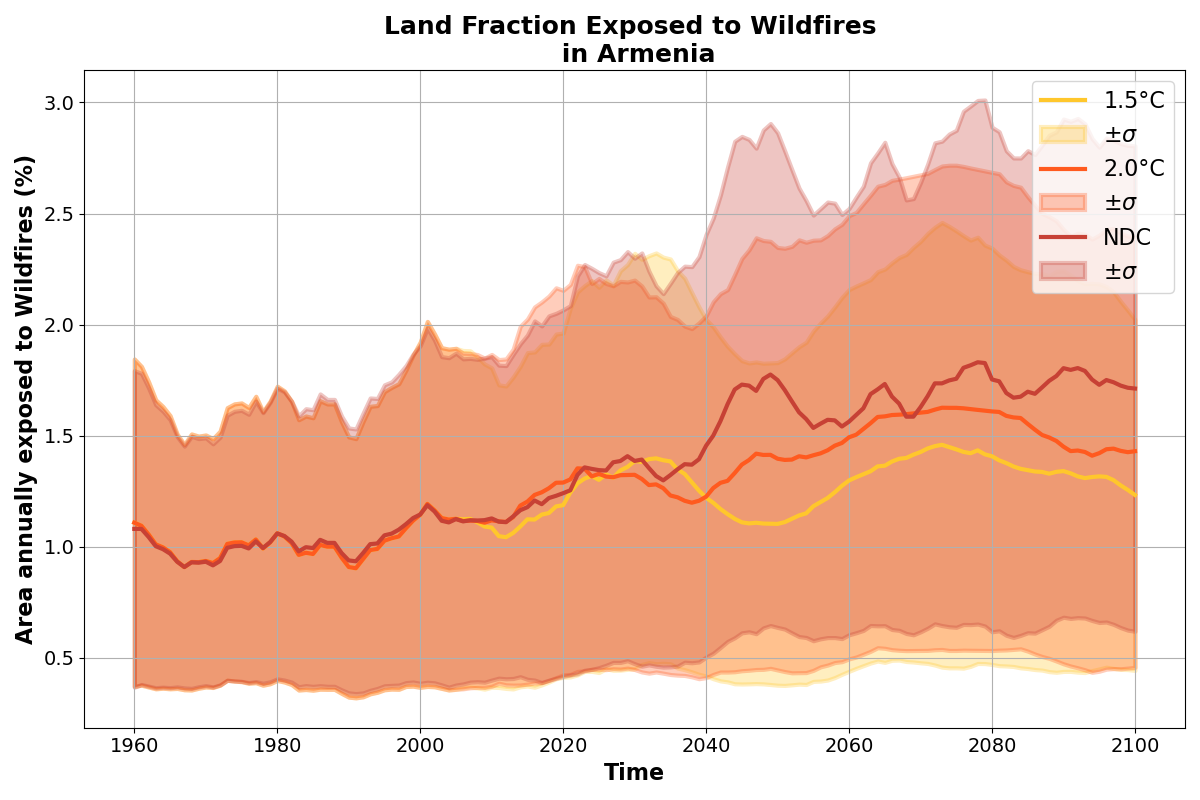 Land Fraction Exposed to Wildfires
in Armenia
Area annually exposed to Wildfires (%)
3.0
2.5
2.0
1.5
1.0
0.5
1.5°C
±σ
2.0°C
±σ
NDC
±σ
1960
1980
2000
2020
2040
2060
2080
2100
Time